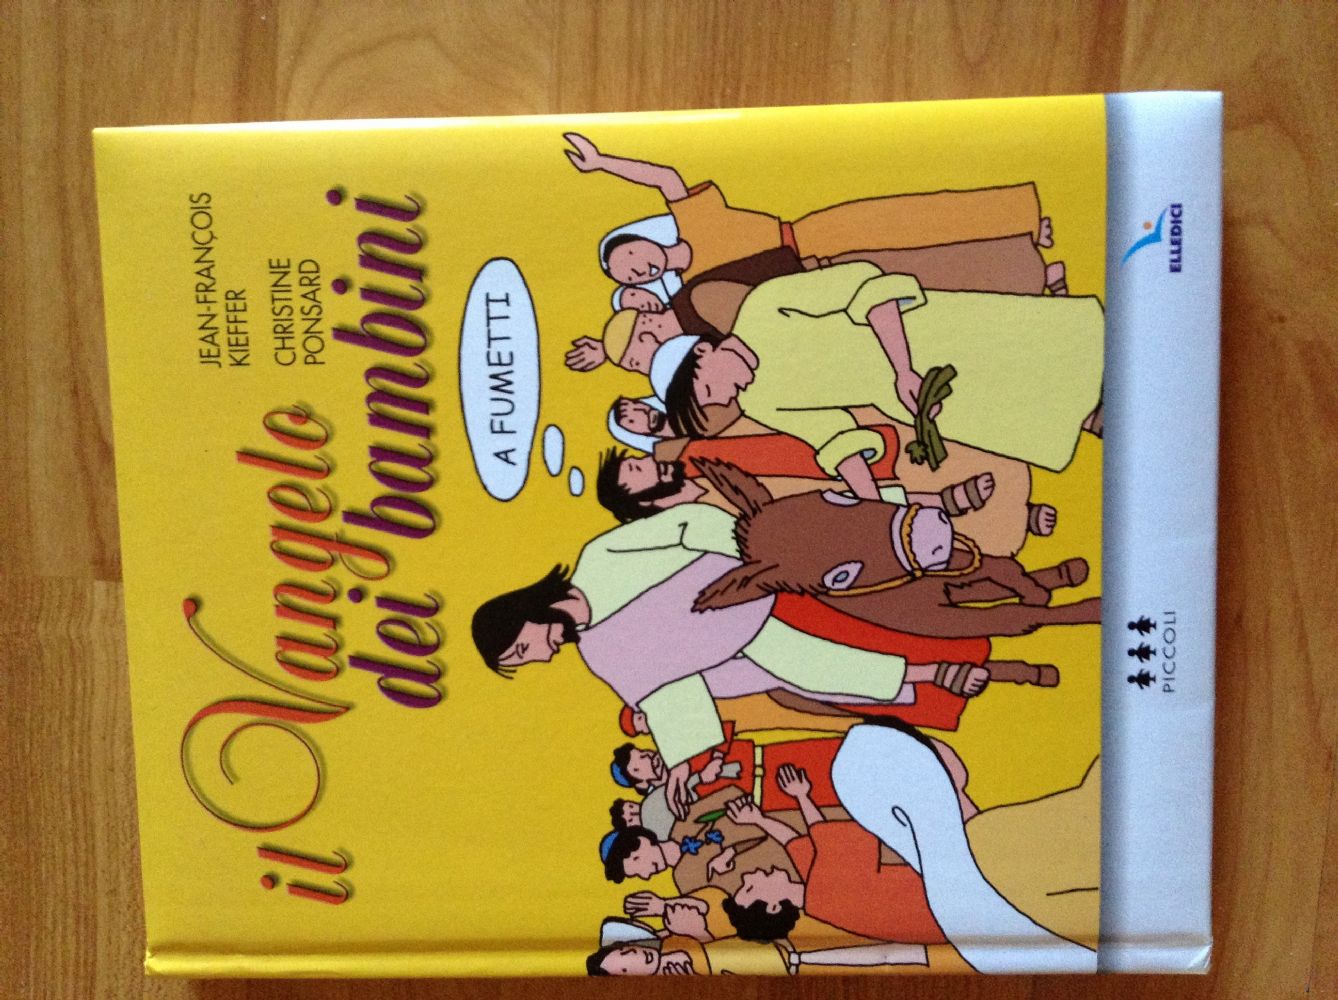 JEAN-FRANÇOIS
KIEFFER
CHRISTINE
PONSARD
il Vangelo
dei bambini
A FUMETTI
PICCOLI
ELLEDICI